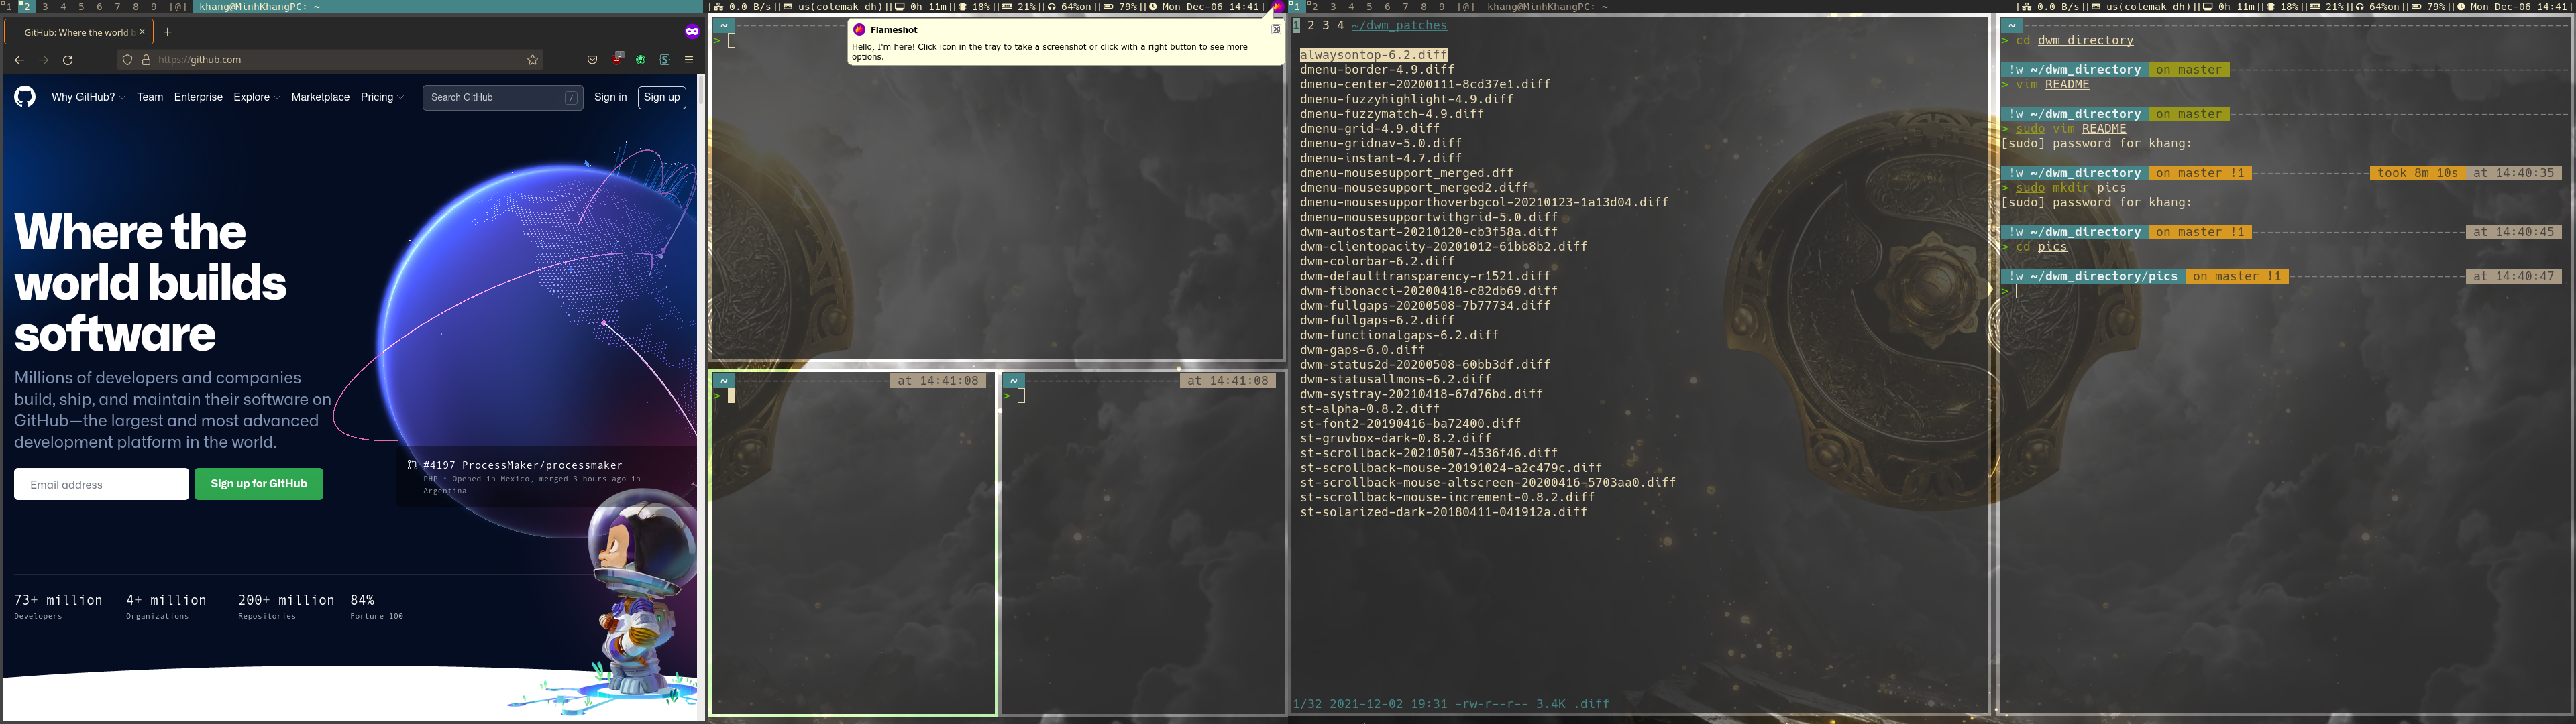 1 2 3 4 5 6 7 8 9 [@] khang@MinhKhangPC: ~
[ 0.0 B/s][ us(colemak_dh)][ 0h 11m][ 18%][ 21%][ 64%on][ 79%][ Mon Dec-06 14:41]
GitHub: Where the world b
https://github.com
3
Why GitHub? Team Enterprise Explore Marketplace Pricing Search GitHub / Sign in Sign up
Where the
world builds
software
Millions of developers and companies
build, ship, and maintain their software on
GitHub—the largest and most advanced
development platform in the world.
Email address Sign up for GitHub
#4197 ProcessMaker/processmaker
PHP · Opened in Mexico, merged 3 hours ago in
Argentina
73+ million 4+ million 200+ million 84%
Developers Organizations Repositories Fortune 100
~
>
Flameshot
Hello, I'm here! Click icon in the tray to take a screenshot or click with a right button to see more
options.
~ at 14:41:08
>
~ at 14:41:08
>
1 2 3 4 5 6 7 8 9 [@] khang@MinhKhangPC: ~
[ 0.0 B/s][ us(colemak_dh)][ 0h 11m][ 18%][ 21%][ 64%on][ 79%][ Mon Dec-06 14:41]
1 2 3 4 ~/dwm_patches
alwaysontop-6.2.diff
dmenu-border-4.9.diff
dmenu-center-20200111-8cd37e1.diff
dmenu-fuzzyhighlight-4.9.diff
dmenu-fuzzymatch-4.9.diff
dmenu-grid-4.9.diff
dmenu-gridnav-5.0.diff
dmenu-instant-4.7.diff
dmenu-mousesupport_merged.dff
dmenu-mousesupport_merged2.diff
dmenu-mousesupporthoverbgcol-20210123-1a13d04.diff
dmenu-mousesupportwithgrid-5.0.diff
dwm-autostart-20210120-cb3f58a.diff
dwm-clientopacity-20201012-61bb8b2.diff
dwm-colorbar-6.2.diff
dwm-defaulttransparency-r1521.diff
dwm-fibonacci-20200418-c82db69.diff
dwm-fullgaps-20200508-7b77734.diff
dwm-fullgaps-6.2.diff
dwm-functionalgaps-6.2.diff
dwm-gaps-6.0.diff
dwm-status2d-20200508-60bb3df.diff
dwm-statusallmons-6.2.diff
dwm-systray-20210418-67d76bd.diff
st-alpha-0.8.2.diff
st-font2-20190416-ba72400.diff
st-gruvbox-dark-0.8.2.diff
st-scrollback-20210507-4536f46.diff
st-scrollback-mouse-20191024-a2c479c.diff
st-scrollback-mouse-altscreen-20200416-5703aa0.diff
st-scrollback-mouse-increment-0.8.2.diff
st-solarized-dark-20180411-041912a.diff
1/32 2021-12-02 19:31 -rw-r--r-- 3.4K .diff
~
> cd dwm_directory
!w ~/dwm_directory on master
> vim README
!w ~/dwm_directory on master
> sudo vim README
[sudo] password for khang:
!w ~/dwm_directory on master !1 took 8m 10s at 14:40:35
> sudo mkdir pics
[sudo] password for khang:
!w ~/dwm_directory on master !1 at 14:40:45
> cd pics
!w ~/dwm_directory/pics on master !1 at 14:40:47
>